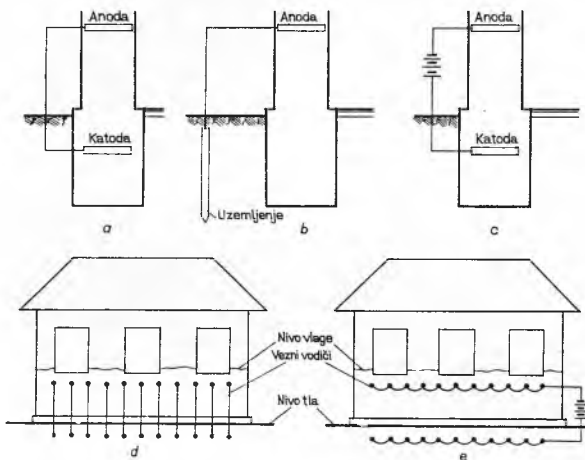 Anoda
Anoda
Anoda
Katoda
Katoda
Uzemljenje
a
b
c
Nivo vlage
Vezni vodiči
Nivo tla
d
e